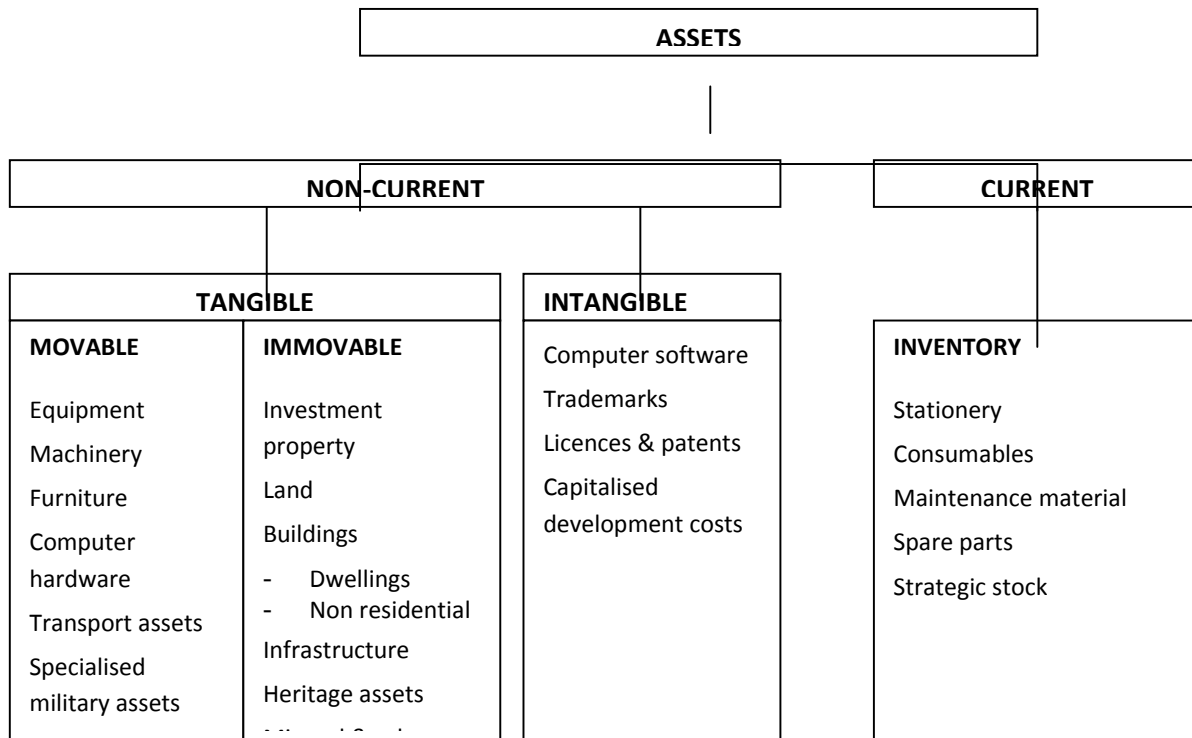 ASSETS
NON-CURRENT
CURRENT
TANGIBLE
INTANGIBLE
MOVABLE
Equipment
Machinery
Furniture
Computer
hardware
Transport assets
Specialised
military assets
IMMOVABLE
Investment
property
Land
Buildings
- Dwellings
- Non residential
Infrastructure
Heritage assets
Computer software
Trademarks
Licences & patents
Capitalised
development costs
INVENTORY
Stationery
Consumables
Maintenance material
Spare parts
Strategic stock